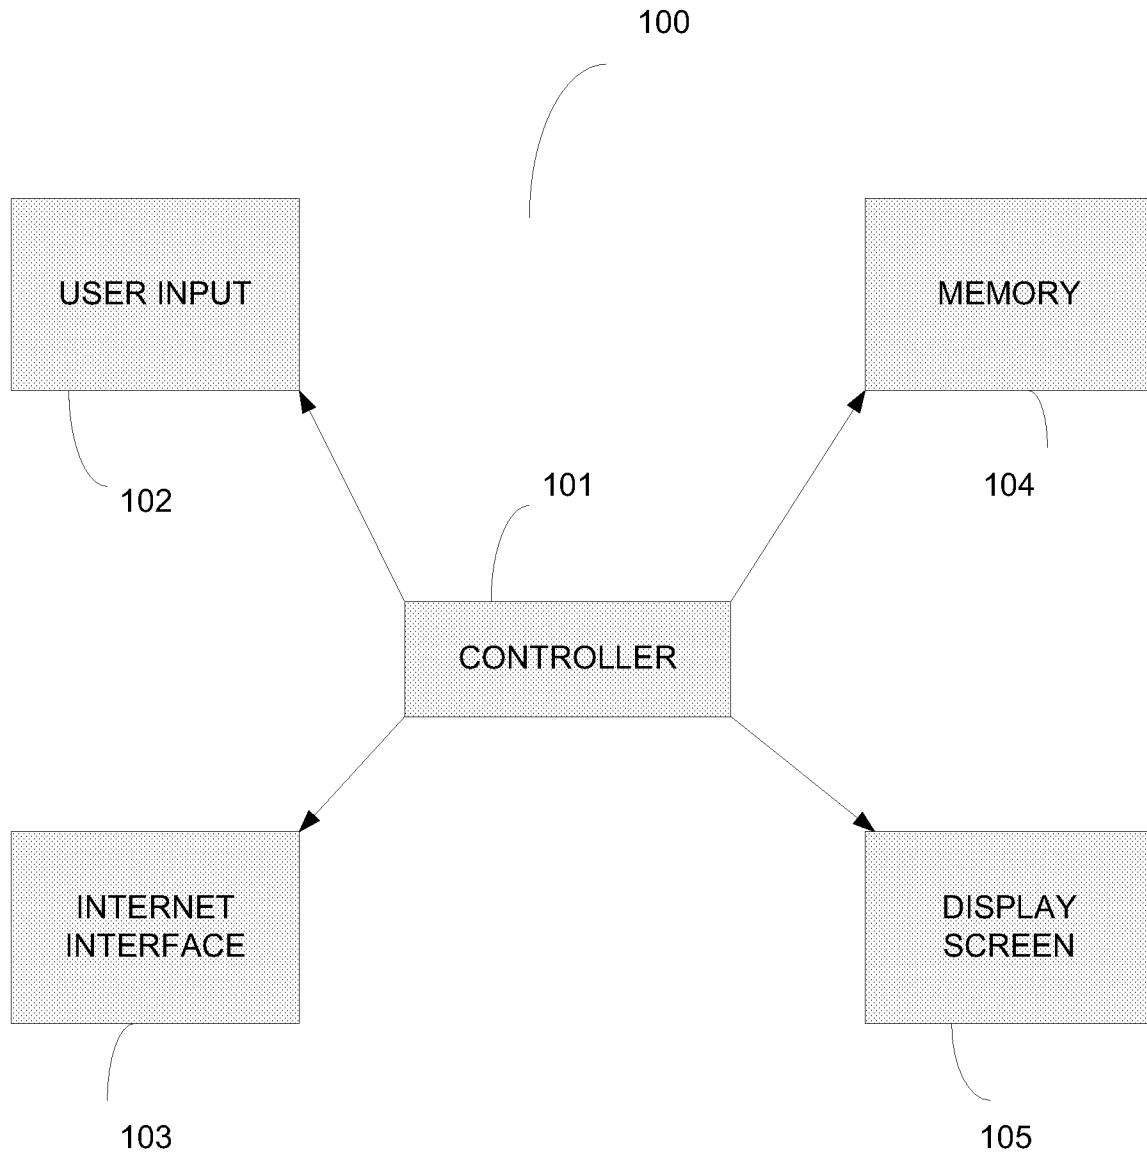 100
USER INPUT
MEMORY
102
101
104
CONTROLLER
INTERNET
INTERFACE
DISPLAY
SCREEN
103
105